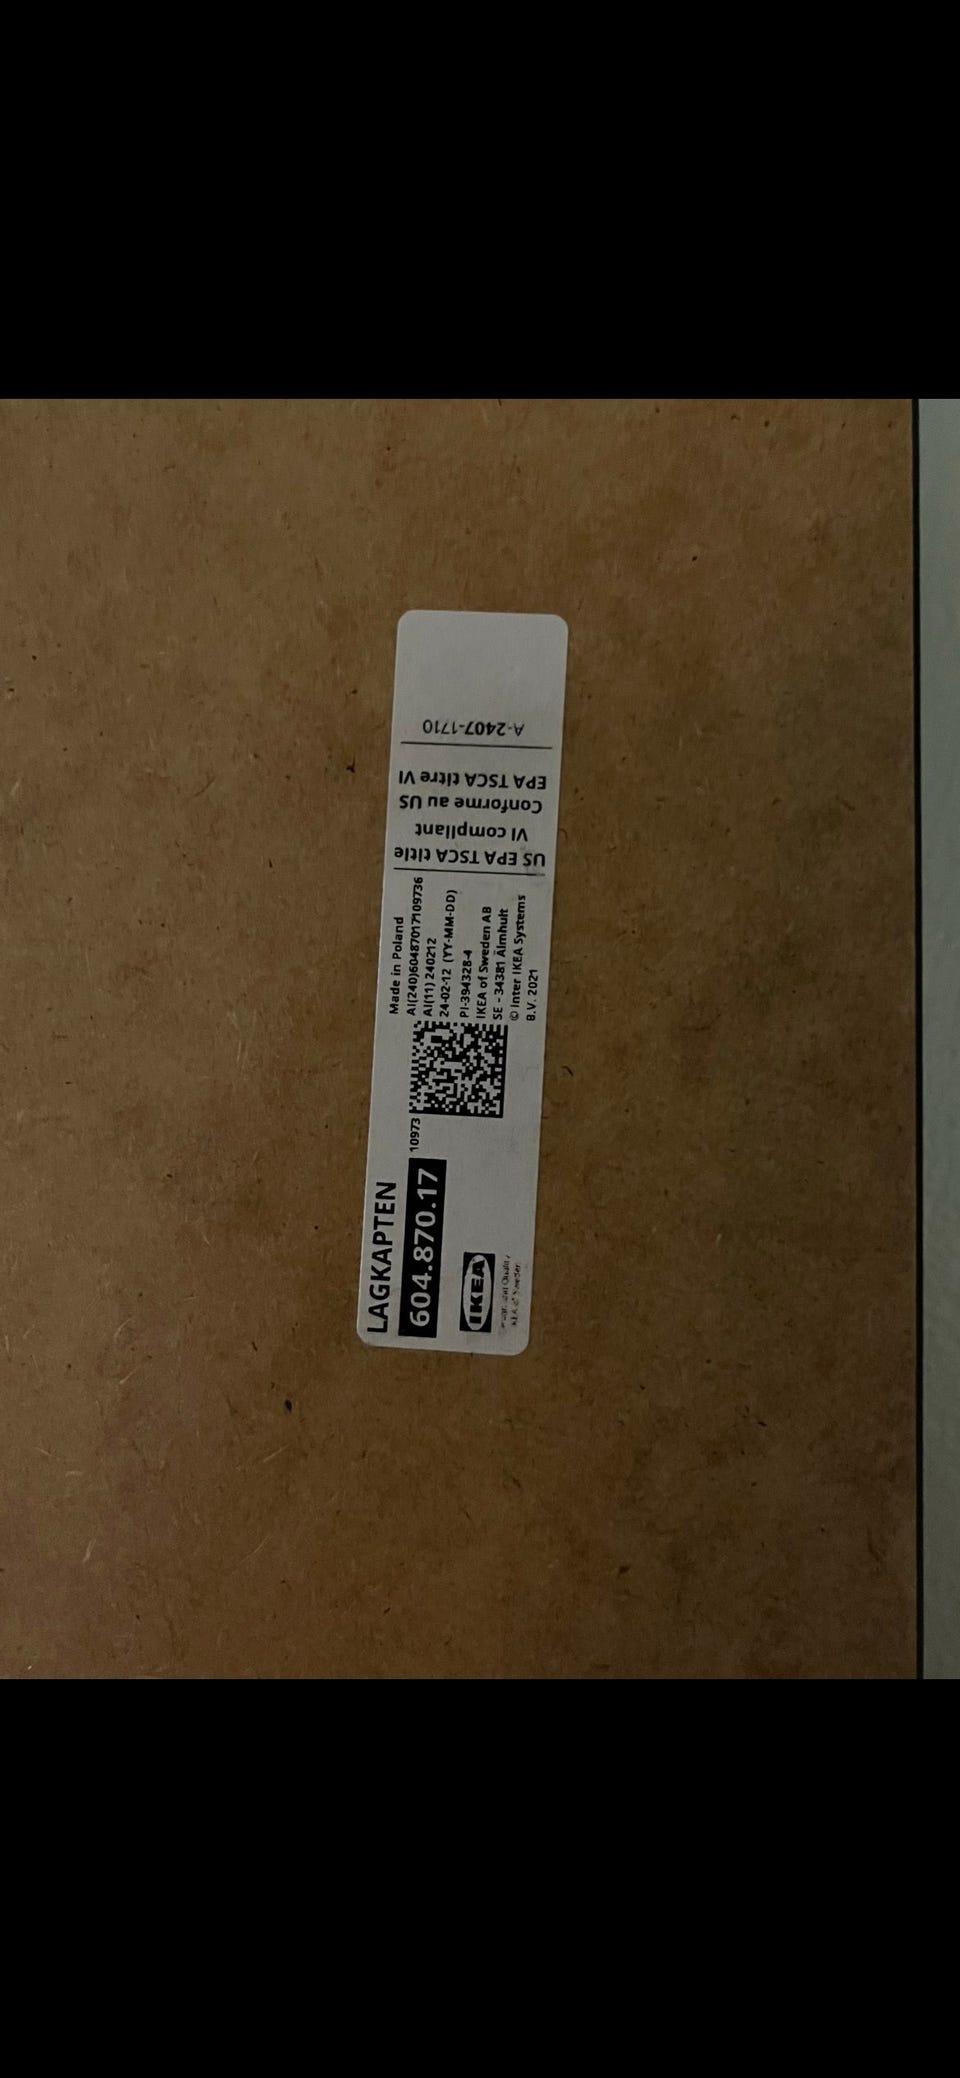 LAGKAPTEN
604.870.17
10973
IKEA
Made in Poland
AI(240)60487017109736
AI(11) 240212
24-02-12 (YY-MM-DD)
PI-394328-4
IKEA of Sweden AB
SE - 34381 Älmhult
© Inter IKEA Systems
B.V. 2021
US EPA TSCA title
VI compliant
Conforme au US
EPA TSCA titre VI
A-2407-1710